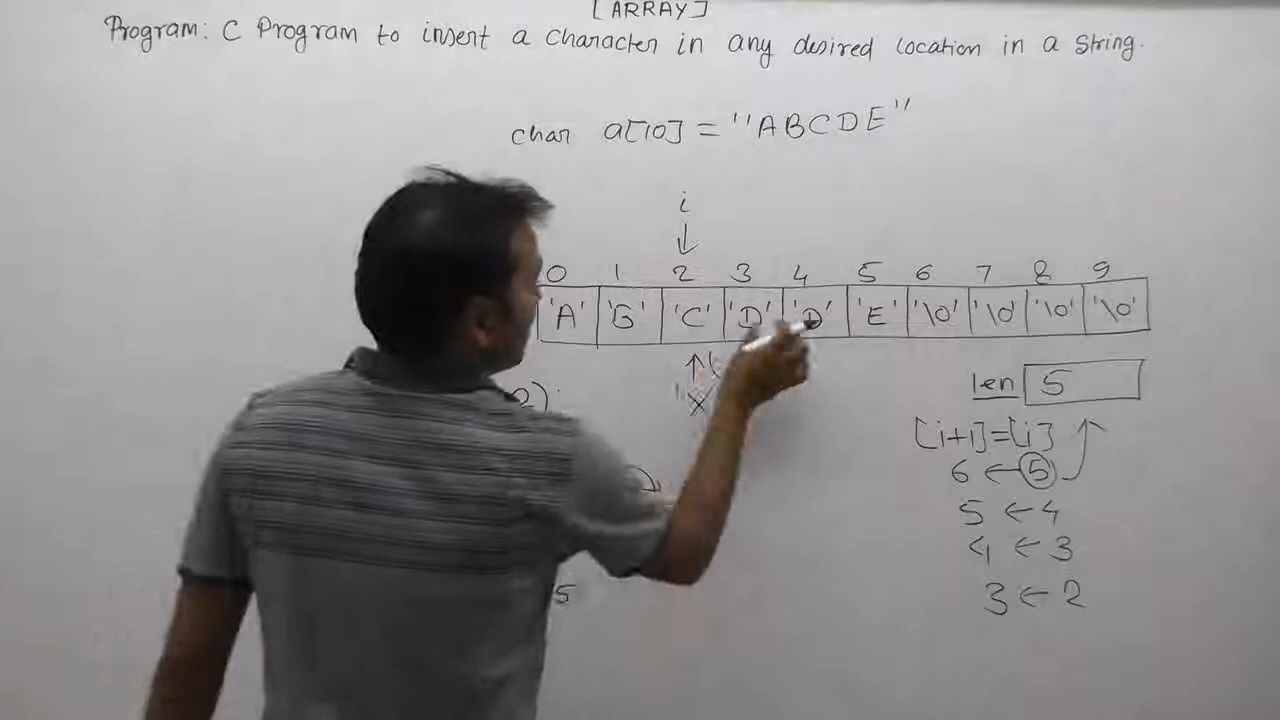 [ARRAY]
Program: C Program to insert a character in any desired location in a string.
char a[10] = "ABCDE"
i
↓
0 1 2 3 4 5 6 7 8 9
'A' 'B' 'C' 'D' 'D' 'E' '\0' '\0' '\0' '\0'
↑
X
len 5
2)
[i+1]=[i]
6 ← 5
5 ← 4
4 ← 3
3 ← 2
5